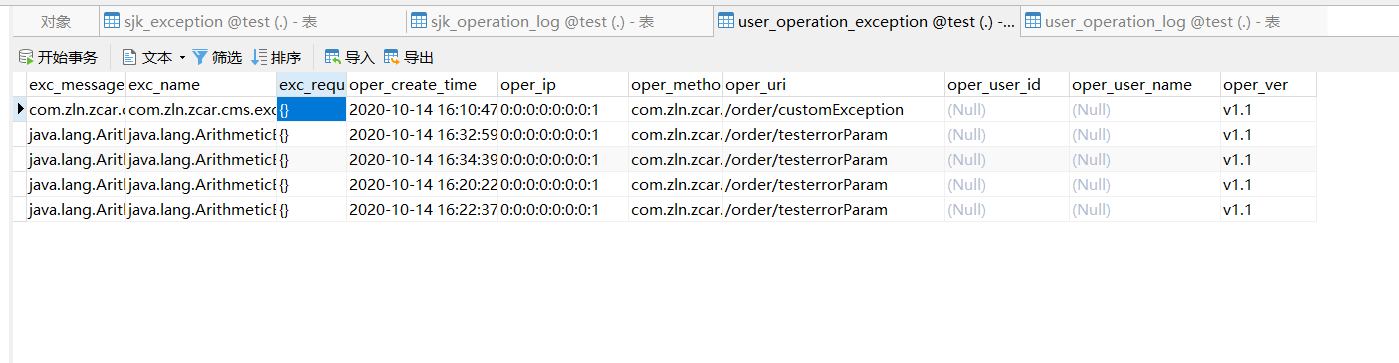 对象 sjk_exception @test (.) - 表 sjk_operation_log @test (.) - 表 user_operation_exception @test (.) -... user_operation_log @test (.) - 表
开始事务 文本 筛选 排序 导入 导出
exc_message exc_name exc_requ oper_create_time oper_ip oper_metho oper_uri oper_user_id oper_user_name oper_ver
com.zln.zcar.c com.zln.zcar.cms.exc {} 2020-10-14 16:10:47 0:0:0:0:0:0:0:1 com.zln.zcar. /order/customException (Null) (Null) v1.1
java.lang.Arith java.lang.ArithmeticE {} 2020-10-14 16:32:59 0:0:0:0:0:0:0:1 com.zln.zcar. /order/testerrorParam (Null) (Null) v1.1
java.lang.Arith java.lang.ArithmeticE {} 2020-10-14 16:34:39 0:0:0:0:0:0:0:1 com.zln.zcar. /order/testerrorParam (Null) (Null) v1.1
java.lang.Arith java.lang.ArithmeticE {} 2020-10-14 16:20:22 0:0:0:0:0:0:0:1 com.zln.zcar. /order/testerrorParam (Null) (Null) v1.1
java.lang.Arith java.lang.ArithmeticE {} 2020-10-14 16:22:37 0:0:0:0:0:0:0:1 com.zln.zcar. /order/testerrorParam (Null) (Null) v1.1